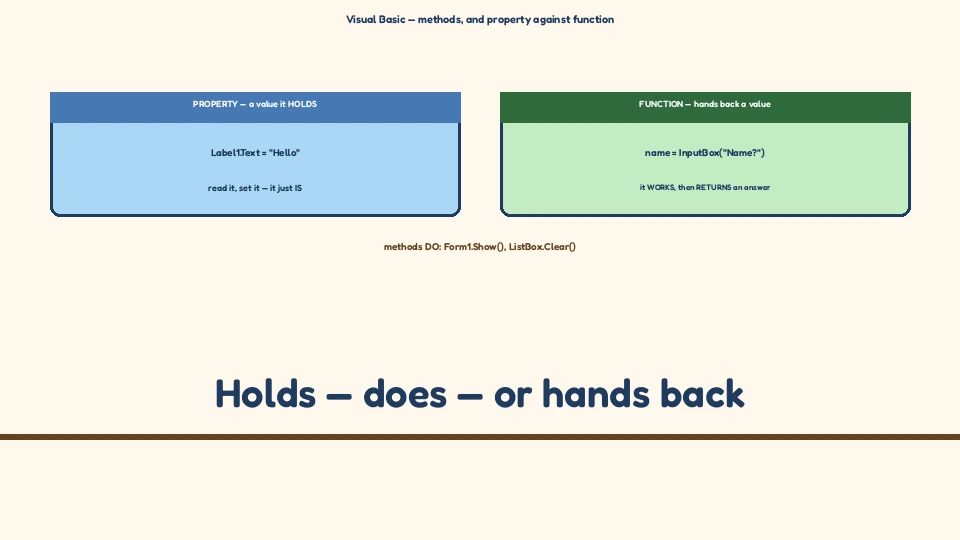 Visual Basic — methods, and property against function
PROPERTY — a value it HOLDS
Label1.Text = "Hello"
read it, set it — it just IS
FUNCTION — hands back a value
name = InputBox("Name?")
it WORKS, then RETURNS an answer
methods DO: Form1.Show(), ListBox.Clear()
Holds — does — or hands back